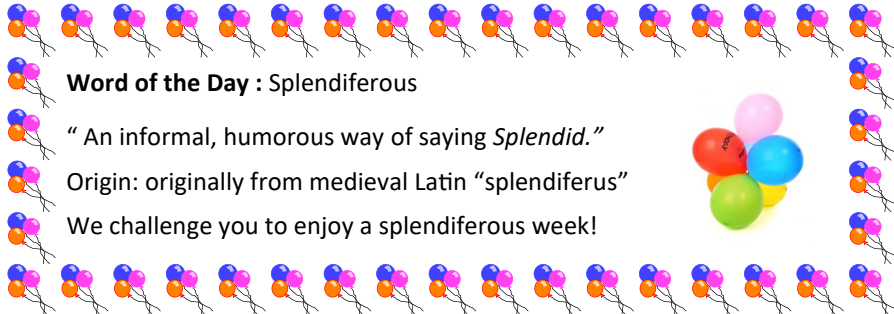 Word of the Day : Splendiferous
“ An informal, humorous way of saying Splendid.”
Origin: originally from medieval Latin “splendiferus”
We challenge you to enjoy a splendiferous week!